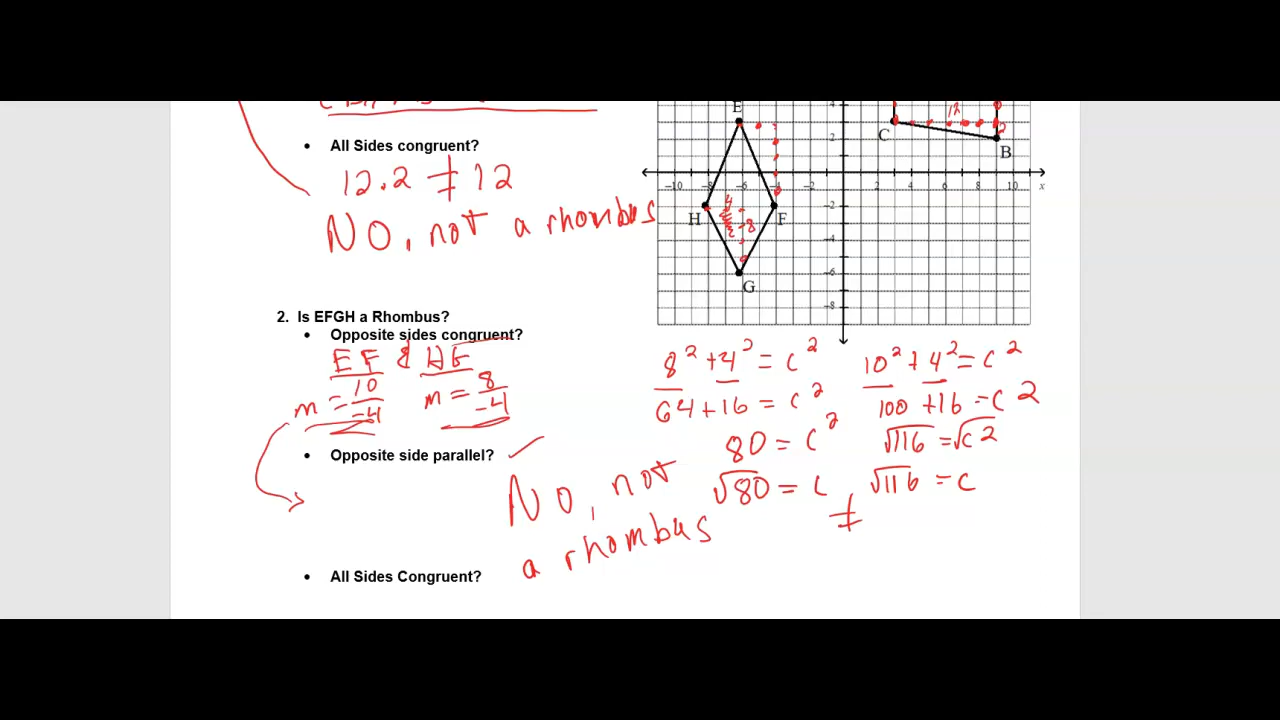 • All Sides congruent?
12.2 ≠ 12
NO, not a rhombus
2. Is EFGH a Rhombus?
• Opposite sides congruent?
EF & HG
m = 10/-4 m = 8/-4
• Opposite side parallel? ✓
No, not
a rhombus
• All Sides Congruent?
E
C
B
H
F
G
12
2
4
-8
-10 -8 -6 -4 -2 2 4 6 8 10 x
4
2
-2
-4
-6
-8
8² + 4² = c²
64 + 16 = c²
80 = c²
√80 = c
10² + 4² = c²
100 + 16 = c²
√116 = √c²
√116 = c
≠